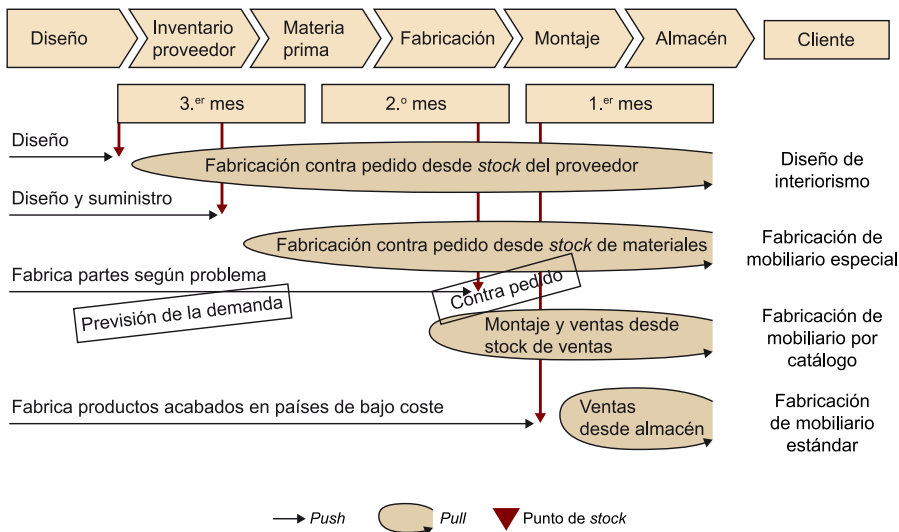 Diseño
Inventario
proveedor
Materia
prima
Fabricación
Montaje
Almacén
Cliente
3.er mes
2.o mes
1.er mes
Diseño
Fabricación contra pedido desde stock del proveedor
Diseño de
interiorismo
Diseño y suministro
Fabricación contra pedido desde stock de materiales
Fabricación de
mobiliario especial
Fabrica partes según problema
Previsión de la demanda
Contra pedido
Montaje y ventas desde
stock de ventas
Fabricación de
mobiliario por
catálogo
Fabrica productos acabados en países de bajo coste
Ventas
desde almacén
Fabricación
de mobiliario
estándar
Push
Pull
Punto de stock